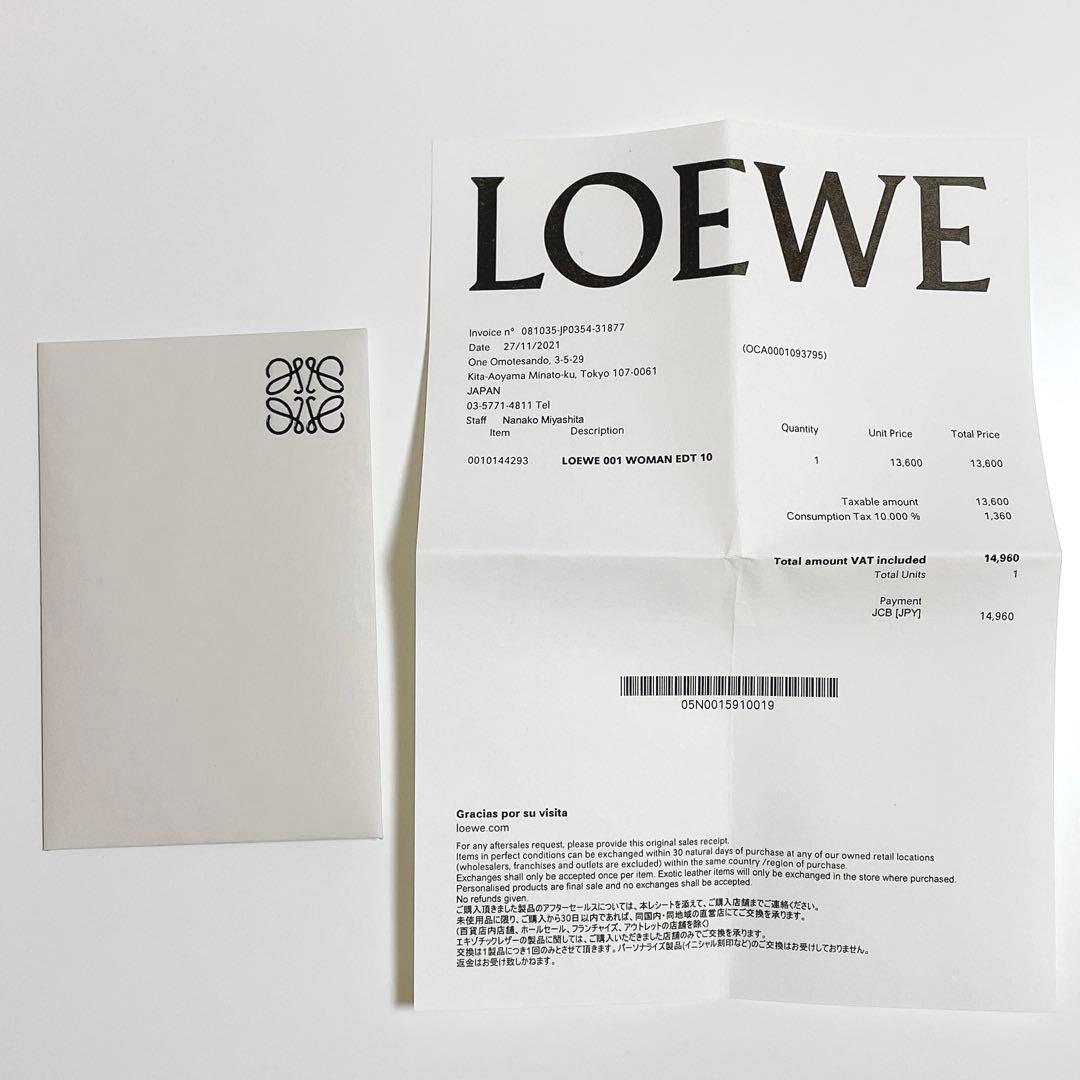 LOEWE
Invoice n° 081035-JP0354-31877
Date 27/11/2021
(OCA0001093795)
One Omotesando, 3-5-29
Kita-Aoyama Minato-ku, Tokyo 107-0061
JAPAN
03-5771-4811 Tel
Staff Nanako Miyashita
Item Description Quantity Unit Price Total Price
0010144293 LOEWE 001 WOMAN EDT 10 1 13,600 13,600
Taxable amount 13,600
Consumption Tax 10.000 % 1,360
Total amount VAT included 14,960
Total Units 1
Payment
JCB [JPY] 14,960
05N0015910019
Gracias por su visita
loewe.com
For any aftersales request, please provide this original sales receipt.
Items in perfect conditions can be exchanged within 30 natural days of purchase at any of our owned retail locations
(wholesalers, franchises and outlets are excluded) within the same country /region of purchase.
Exchanges shall only be accepted once per item. Exotic leather items will only be exchanged in the store where purchased.
Personalised products are final sale and no exchanges shall be accepted.
No refunds given.
ご購入頂きました製品のアフターセールスについては、本レシートを添えて、ご購入店舗までご連絡ください。
未使用品に限り、ご購入から30日以内であれば、同国内・同地域の直営店にてご交換を承ります。
(百貨店内店舗、ホールセール、フランチャイズ、アウトレットの店舗を除く)
エキゾチックレザーの製品に関しては、ご購入いただきました店舗のみでご交換を承ります。
交換は1製品につき1回のみとさせて頂きます。パーソナライズ製品(イニシャル刻印など)のご交換はお受けしておりません。
返金はお受け致しかねます。